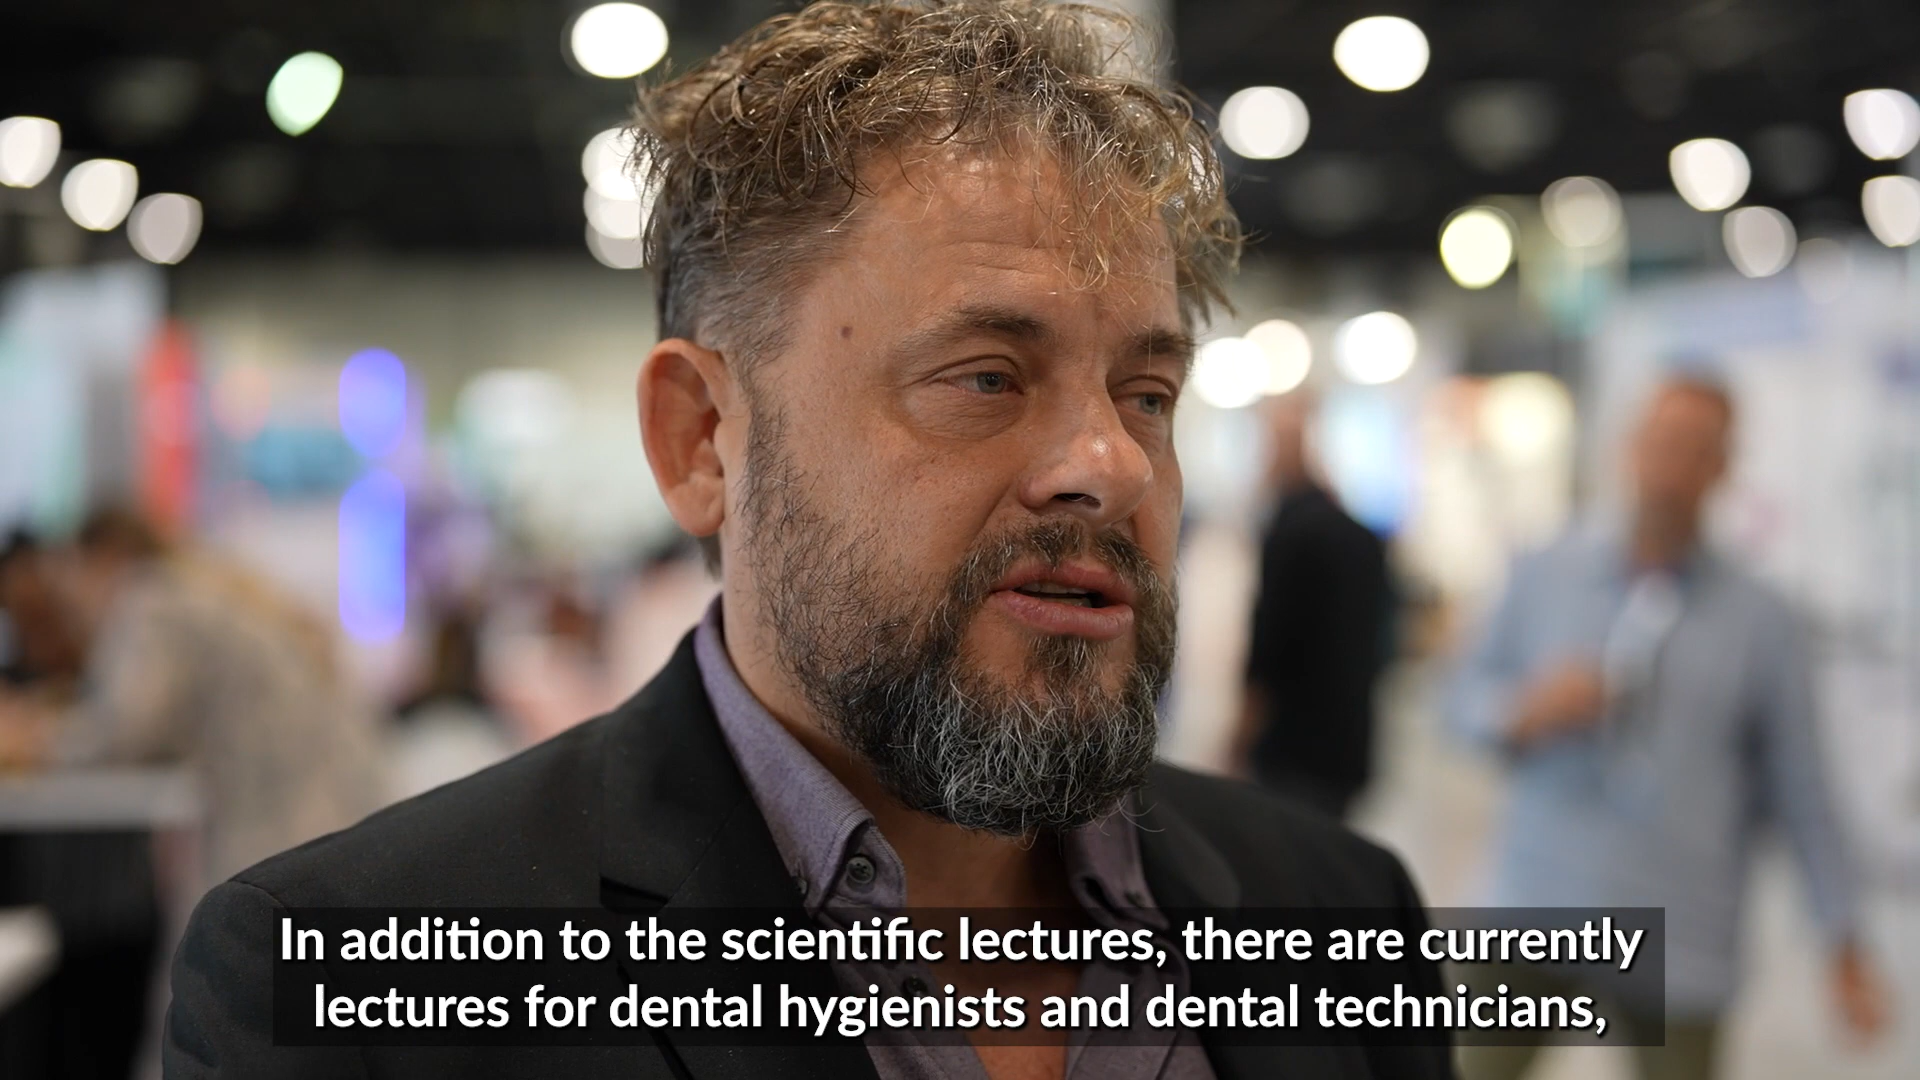 In addition to the scientific lectures, there are currently
lectures for dental hygienists and dental technicians,